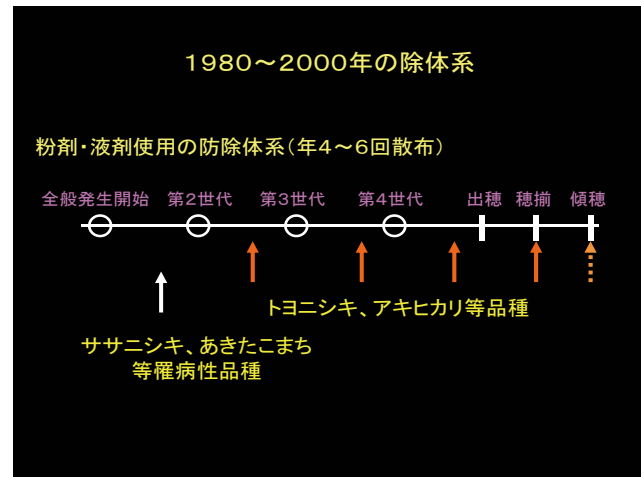 1980~2000年の除体系
粉剤・液剤使用の防除体系(年4~6回散布)
全般発生開始 第2世代 第3世代 第4世代 出穂 穂揃 傾穂
トヨニシキ、アキヒカリ等品種
ササニシキ、あきたこまち
等罹病性品種